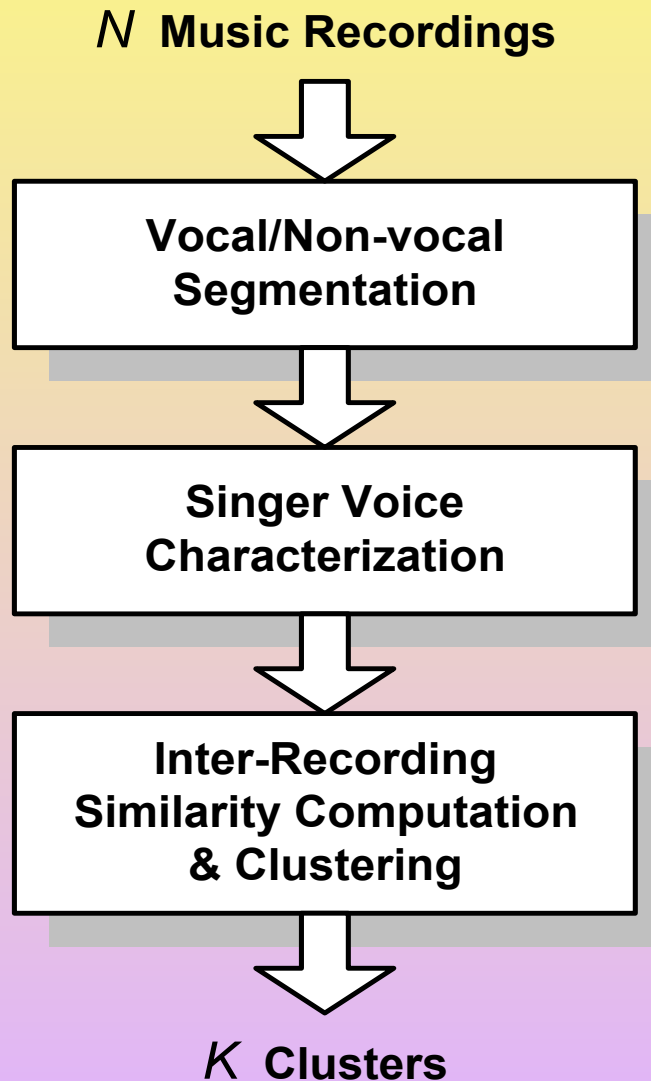 N Music Recordings
Vocal/Non-vocal
Segmentation
Singer Voice
Characterization
Inter-Recording
Similarity Computation
& Clustering
K Clusters